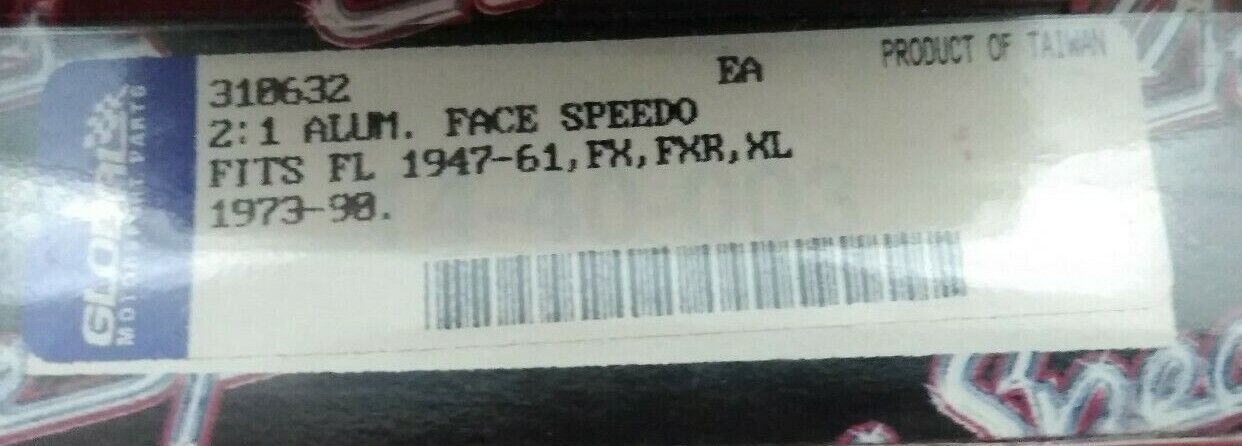 310632 EA PRODUCT OF TAIWAN
2:1 ALUM. FACE SPEEDO
FITS FL 1947-61,FX,FXR,XL
1973-90.
GLOBAL
MOTORSPORT PARTS